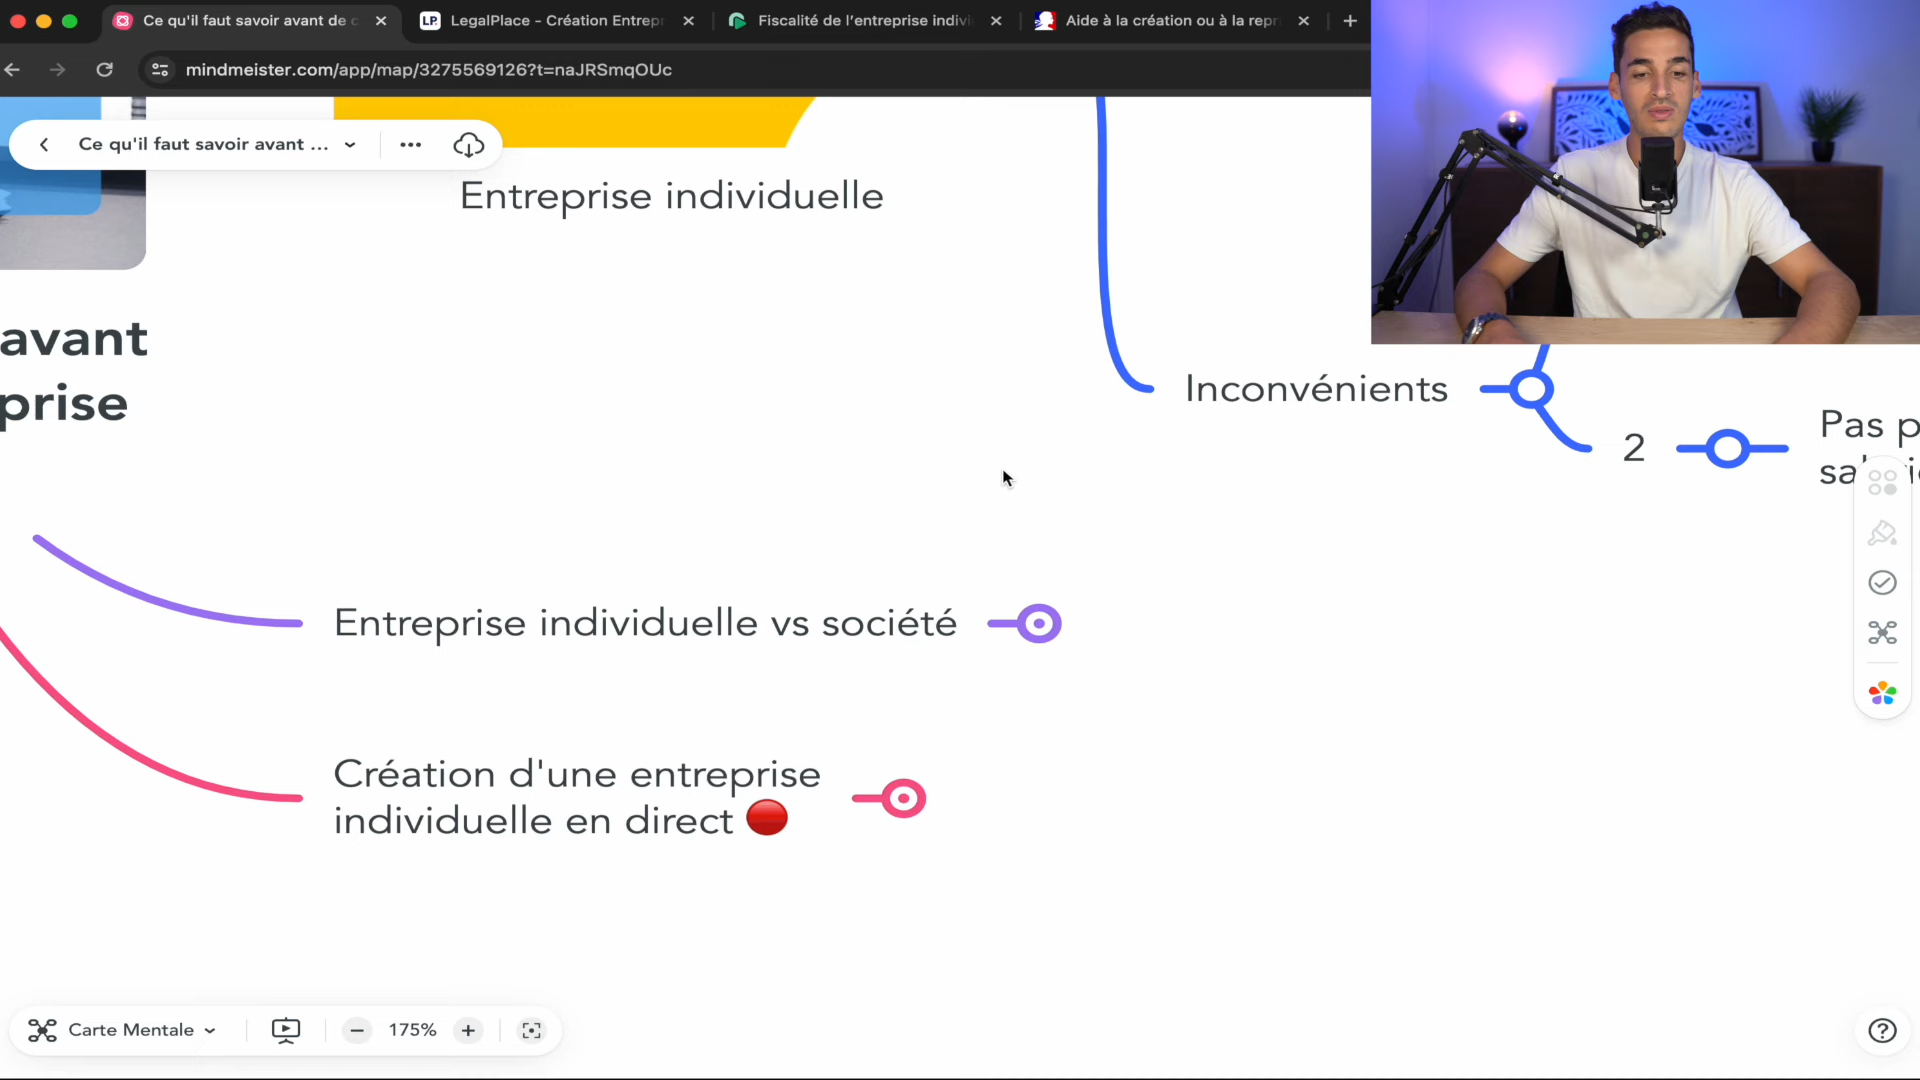 Ce qu'il faut savoir avant de c
LP. LegalPlace - Création Entrepr
Fiscalité de l'entreprise indivi
Aide à la création ou à la repr
mindmeister.com/app/map/3275569126?t=naJRSmqOUc
Ce qu'il faut savoir avant ...
Entreprise individuelle
avant
prise
Inconvénients
2
Pas p
Entreprise individuelle vs société
Création d'une entreprise
individuelle en direct
Carte Mentale
175%